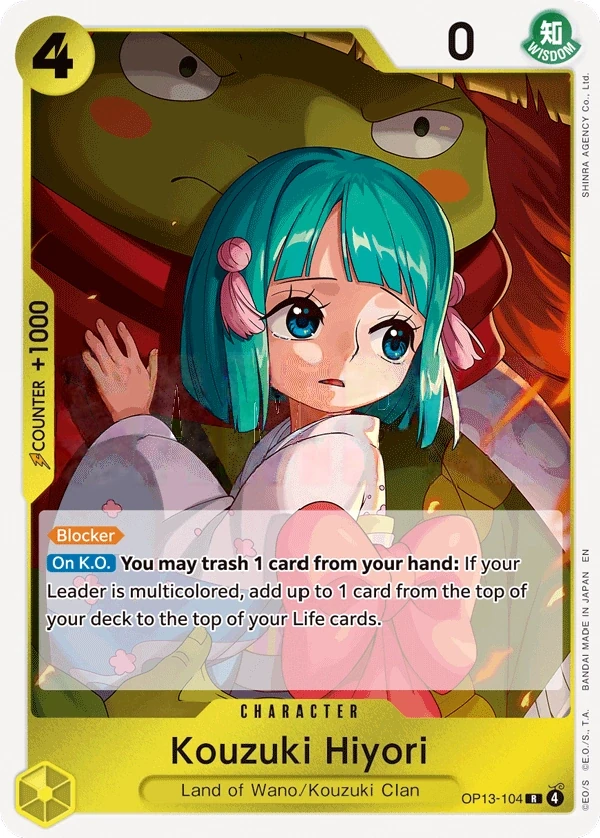 4
0
知
WISDOM
SHINRA AGENCY Co., Ltd.
COUNTER +1000
Blocker
On K.O. You may trash 1 card from your hand: If your
Leader is multicolored, add up to 1 card from the top of
your deck to the top of your Life cards.
CHARACTER
Kouzuki Hiyori
Land of Wano/Kouzuki Clan
OP13-104 R 4
©E/S ©E.O./S., T.A. BANDAI MADE IN JAPAN EN